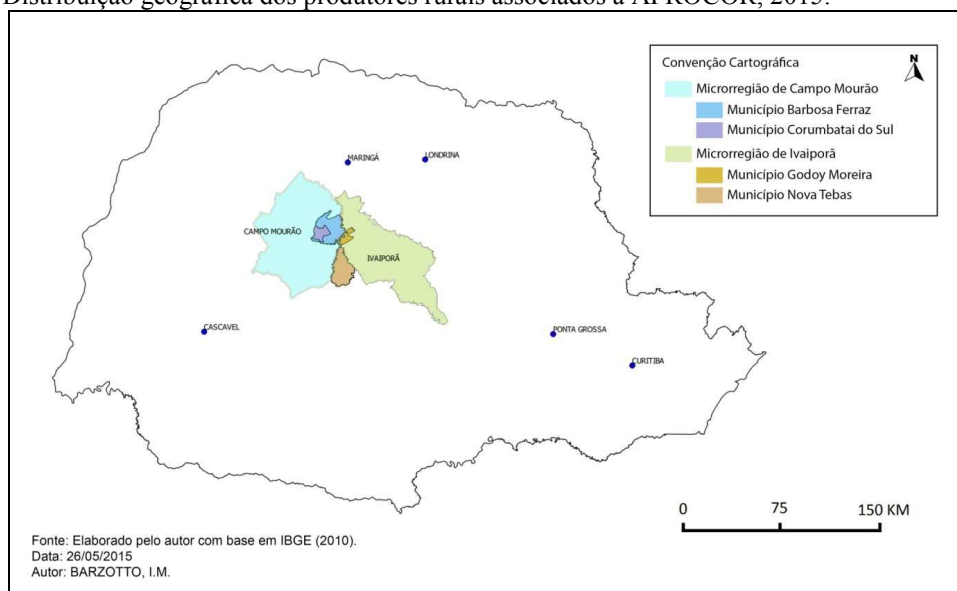 Distribuição geográfica dos produtores rurais associados à APROCOR, 2015.
Convenção Cartográfica
N
Microrregião de Campo Mourão
Município Barbosa Ferraz
Município Corumbatai do Sul
Microrregião de Ivaiporã
Município Godoy Moreira
Município Nova Tebas
MARINGÁ
LONDRINA
CAMPO MOURÃO
IVAIPORÃ
CASCAVEL
PONTA GROSSA
CURITIBA
0 75 150 KM
Fonte: Elaborado pelo autor com base em IBGE (2010).
Data: 26/05/2015
Autor: BARZOTTO, I.M.